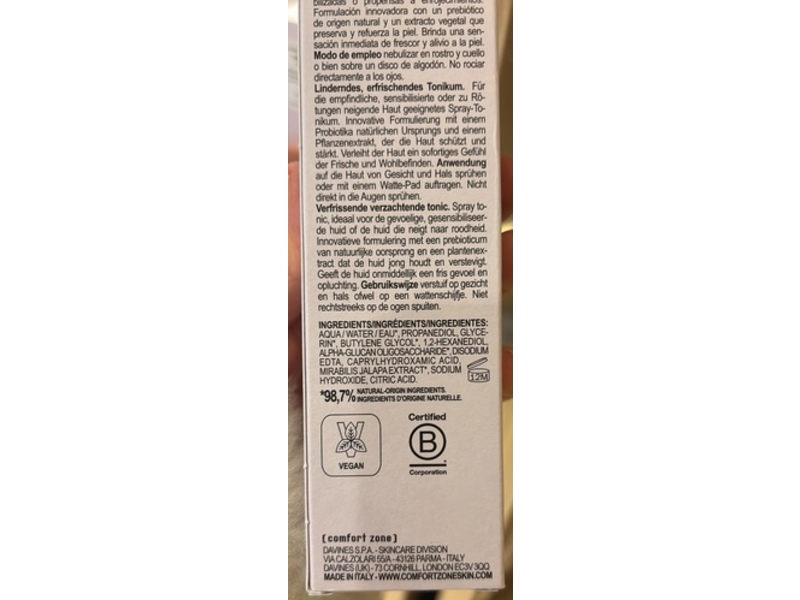 bilizadas o propensas a enrojecimientos.
Formulación innovadora con un prebiótico
de origen natural y un extracto vegetal que
preserva y refuerza la piel. Brinda una sen-
sación inmediata de frescor y alivio a la piel.
Modo de empleo nebulizar en rostro y cuello
o bien sobre un disco de algodón. No rociar
directamente a los ojos.
Linderndes, erfrischendes Tonikum. Für
die empfindliche, sensibilisierte oder zu Rö-
tungen neigende Haut geeignetes Spray-To-
nikum. Innovative Formulierung mit einem
Probiotika natürlichen Ursprungs und einem
Pflanzenextrakt, der die Haut schützt und
stärkt. Verleiht der Haut ein sofortiges Gefühl
der Frische und Wohlbefinden. Anwendung
auf die Haut von Gesicht und Hals sprühen
oder mit einem Watte-Pad auftragen. Nicht
direkt in die Augen sprühen.
Verfrissende verzachtende tonic. Spray to-
nic, ideaal voor de gevoelige, gesensibiliseer-
de huid of de huid die neigt naar roodheid.
Innovatieve formulering met een prebioticum
van natuurlijke oorsprong en een plantenex-
tract dat de huid jong houdt en verstevigt.
Geeft de huid onmiddellijk een fris gevoel en
opluchting. Gebruikswijze verstuif op gezicht
en hals ofwel op een wattenschijfje. Niet
rechtstreeks op de ogen spuiten.
INGREDIENTS/INGRÉDIENTS/INGREDIENTES:
AQUA / WATER / EAU*, PROPANEDIOL, GLYCE-
RIN*, BUTYLENE GLYCOL*, 1,2-HEXANEDIOL,
ALPHA-GLUCAN OLIGOSACCHARIDE*, DISODIUM
EDTA, CAPRYLHYDROXAMIC ACID,
MIRABILIS JALAPA EXTRACT*, SODIUM
HYDROXIDE, CITRIC ACID.
12M
*98,7% NATURAL-ORIGIN INGREDIENTS.
INGREDIENTS D'ORIGINE NATURELLE.
VEGAN
Certified
B
Corporation
[ comfort zone ]
DAVINES S.P.A. - SKINCARE DIVISION
VIA CALZOLARI 55/A - 43126 PARMA - ITALY
DAVINES (UK) - 73 CORNHILL, LONDON EC3V 3QQ
MADE IN ITALY - WWW.COMFORTZONESKIN.COM